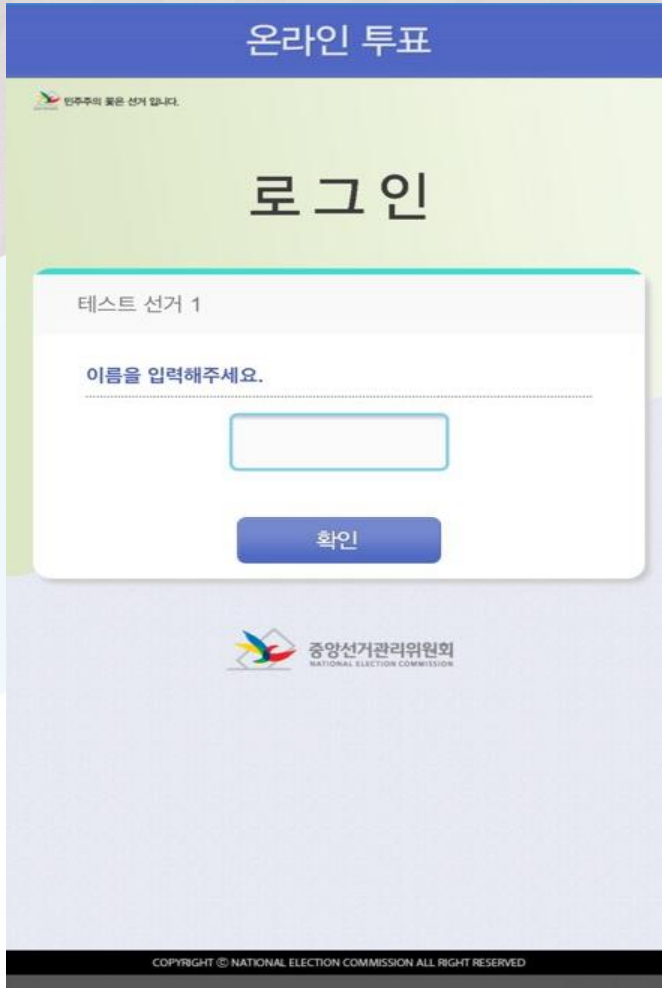 온라인 투표
민주주의 꽃은 선거 입니다.
로그인
테스트 선거 1
이름을 입력해주세요.
확인
중앙선거관리위원회
NATIONAL ELECTION COMMISSION
COPYRIGHT © NATIONAL ELECTION COMMISSION ALL RIGHT RESERVED